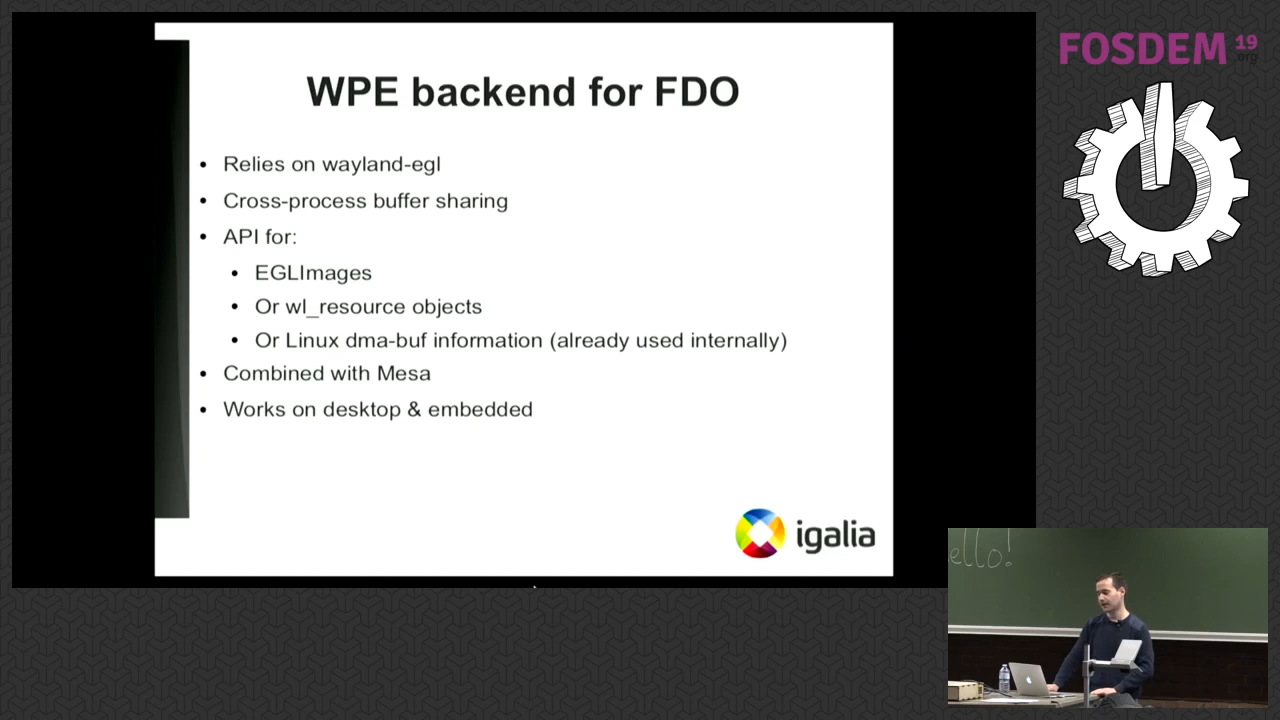 WPE backend for FDO
• Relies on wayland-egl
• Cross-process buffer sharing
• API for:
• EGLImages
• Or wl_resource objects
• Or Linux dma-buf information (already used internally)
• Combined with Mesa
• Works on desktop & embedded
igalia
FOSDEM 19
.org
ello!